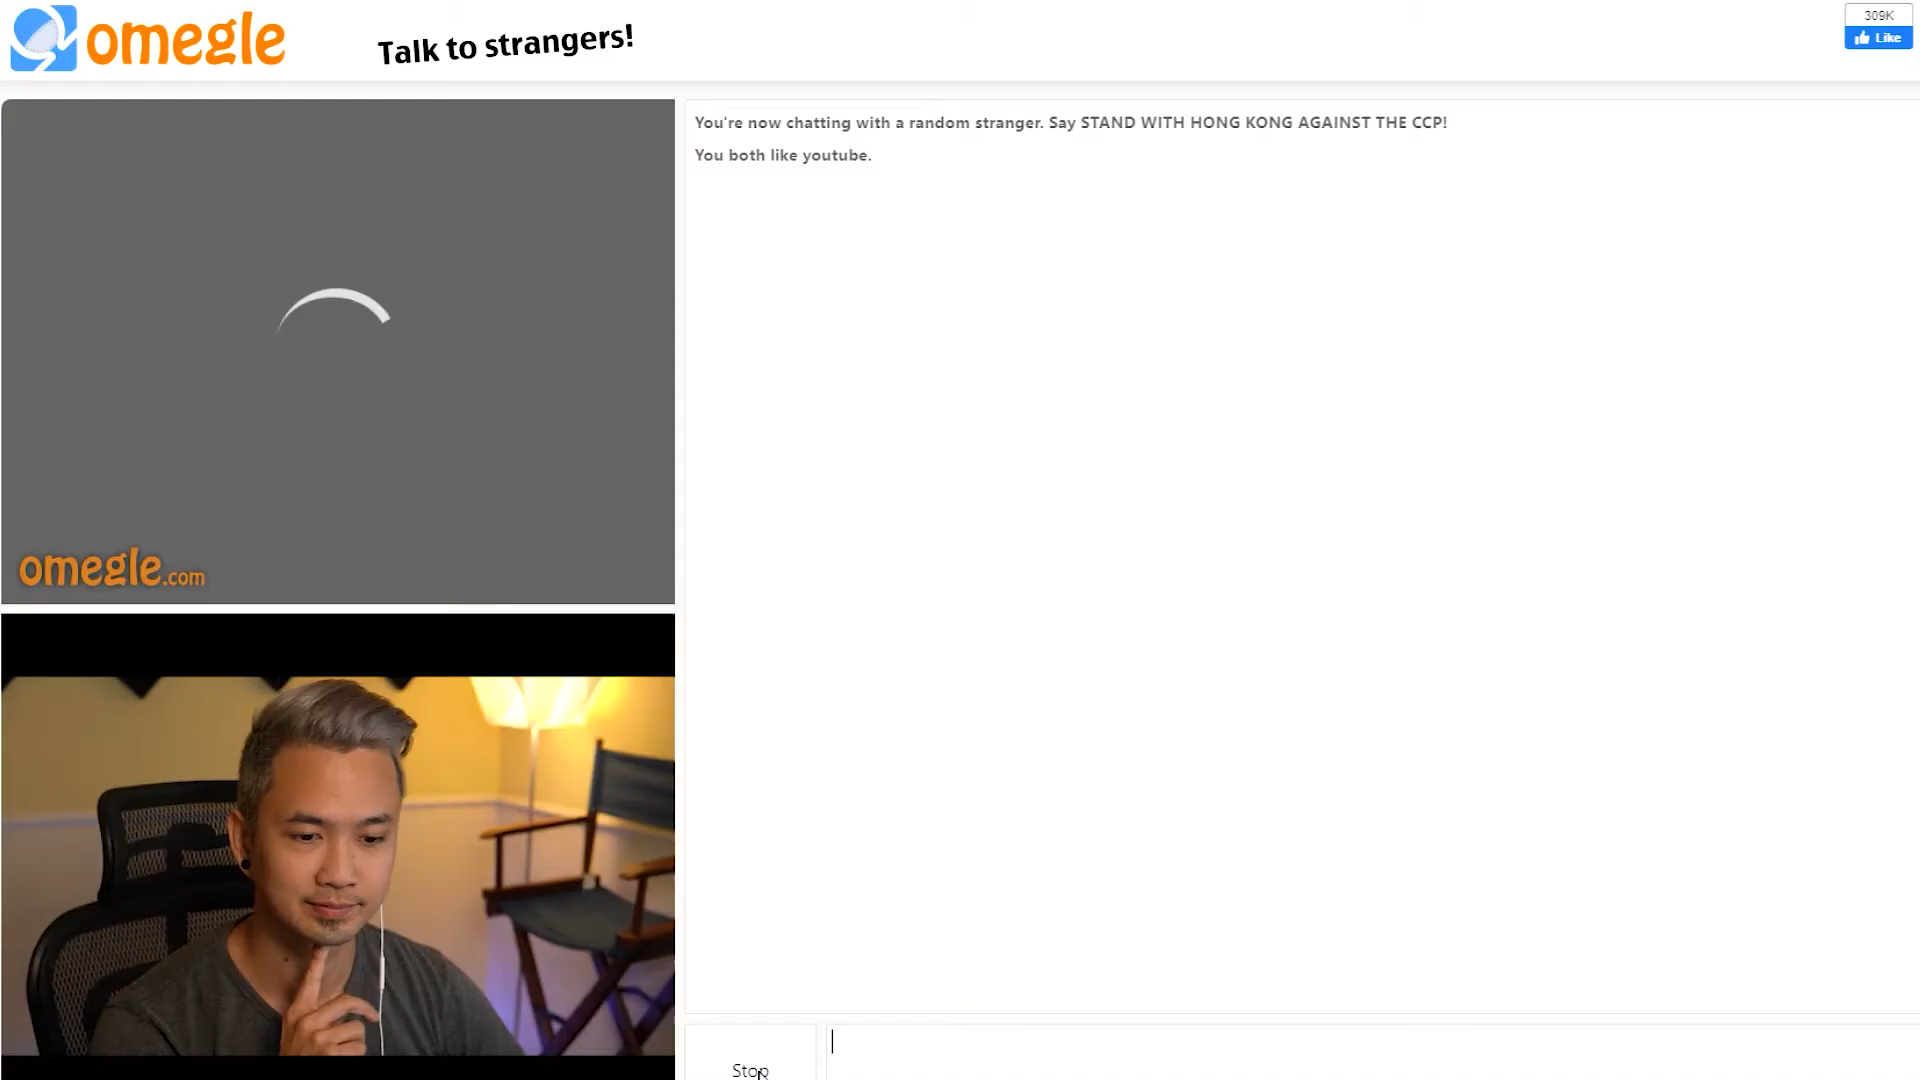 omegle
Talk to strangers!
309K
Like
You're now chatting with a random stranger. Say STAND WITH HONG KONG AGAINST THE CCP!
You both like youtube.
omegle.com
Stop